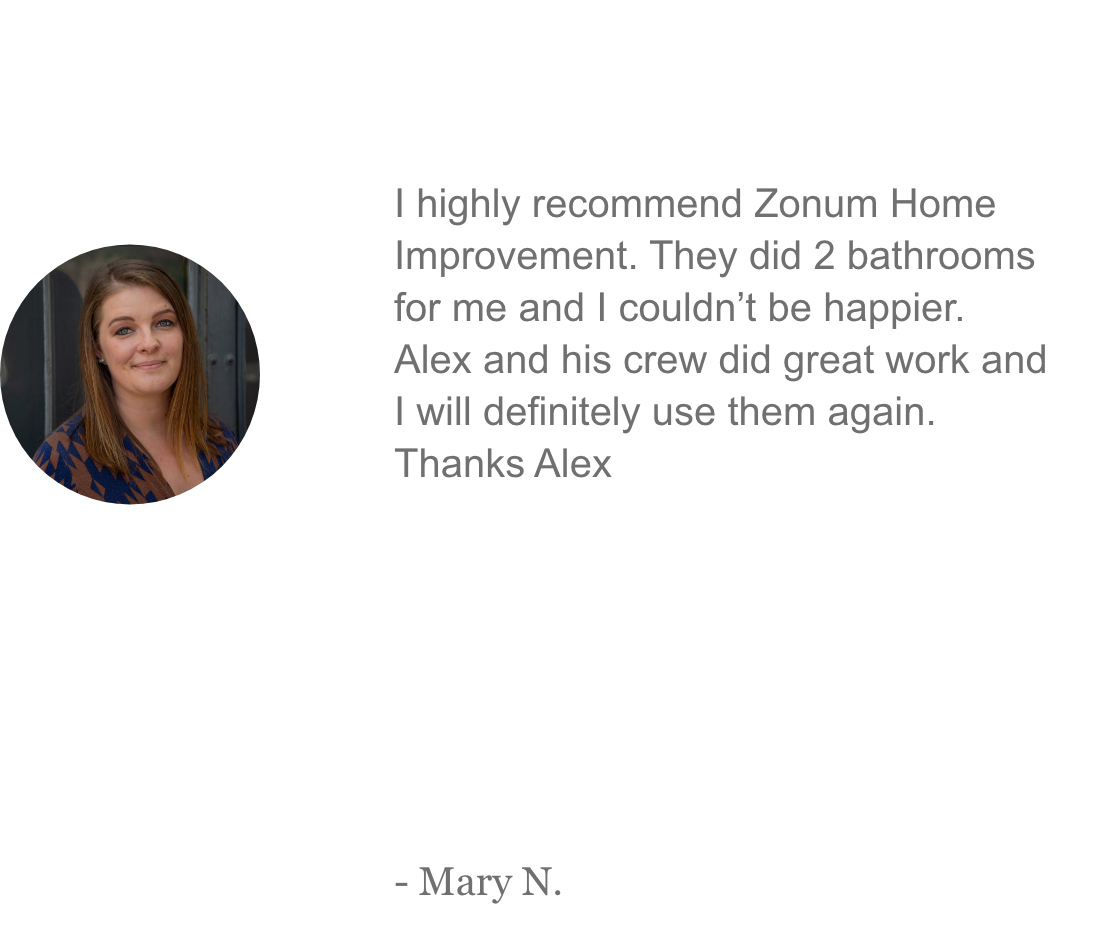 I highly recommend Zonum Home
Improvement. They did 2 bathrooms
for me and I couldn’t be happier.
Alex and his crew did great work and
I will definitely use them again.
Thanks Alex
- Mary N.